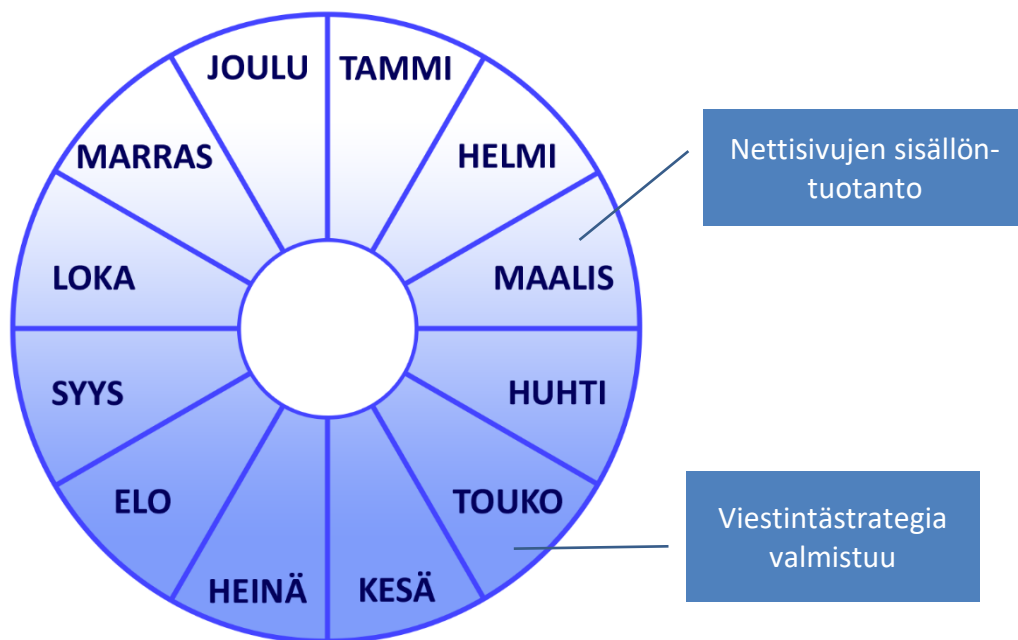 JOULU
TAMMI
MARRAS
HELMI
LOKA
MAALIS
SYYS
HUHTI
ELO
TOUKO
HEINÄ
KESÄ
Nettisivujen sisällön-
tuotanto
Viestintästrategia
valmistuu